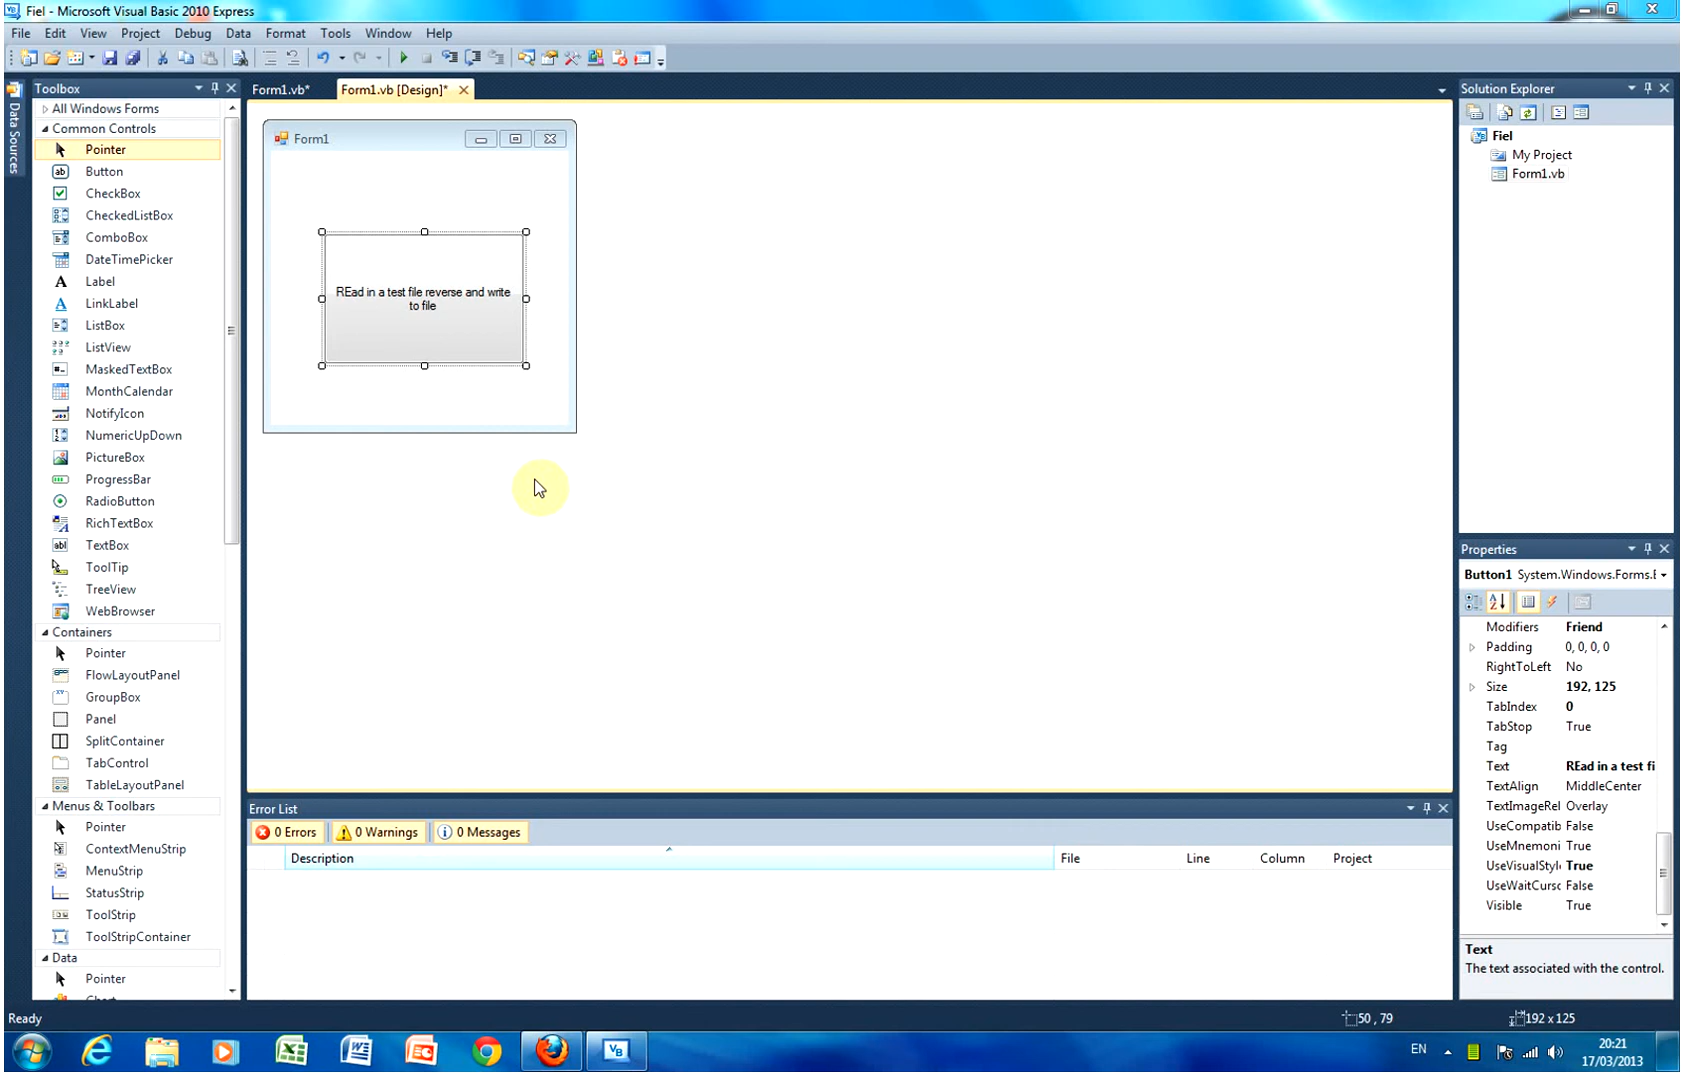 Fiel - Microsoft Visual Basic 2010 Express
File Edit View Project Debug Data Format Tools Window Help
Data Sources
Toolbox
All Windows Forms
Common Controls
Pointer
Button
CheckBox
CheckedListBox
ComboBox
DateTimePicker
Label
LinkLabel
ListBox
ListView
MaskedTextBox
MonthCalendar
NotifyIcon
NumericUpDown
PictureBox
ProgressBar
RadioButton
RichTextBox
TextBox
ToolTip
TreeView
WebBrowser
Containers
Pointer
FlowLayoutPanel
GroupBox
Panel
SplitContainer
TabControl
TableLayoutPanel
Menus & Toolbars
Pointer
ContextMenuStrip
MenuStrip
StatusStrip
ToolStrip
ToolStripContainer
Data
Pointer
Form1.vb* Form1.vb [Design]*
Form1
REad in a test file reverse and write
to file
Error List
0 Errors 0 Warnings 0 Messages
Description File Line Column Project
Solution Explorer
Fiel
My Project
Form1.vb
Properties
Button1 System.Windows.Forms.
Modifiers Friend
Padding 0, 0, 0, 0
RightToLeft No
Size 192, 125
TabIndex 0
TabStop True
Tag
Text REad in a test fi
TextAlign MiddleCenter
TextImageRel Overlay
UseCompatib False
UseMnemoni True
UseVisualStyl True
UseWaitCurso False
Visible True
Text
The text associated with the control.
Ready 50 , 79 192 x 125
EN 20:21
17/03/2013